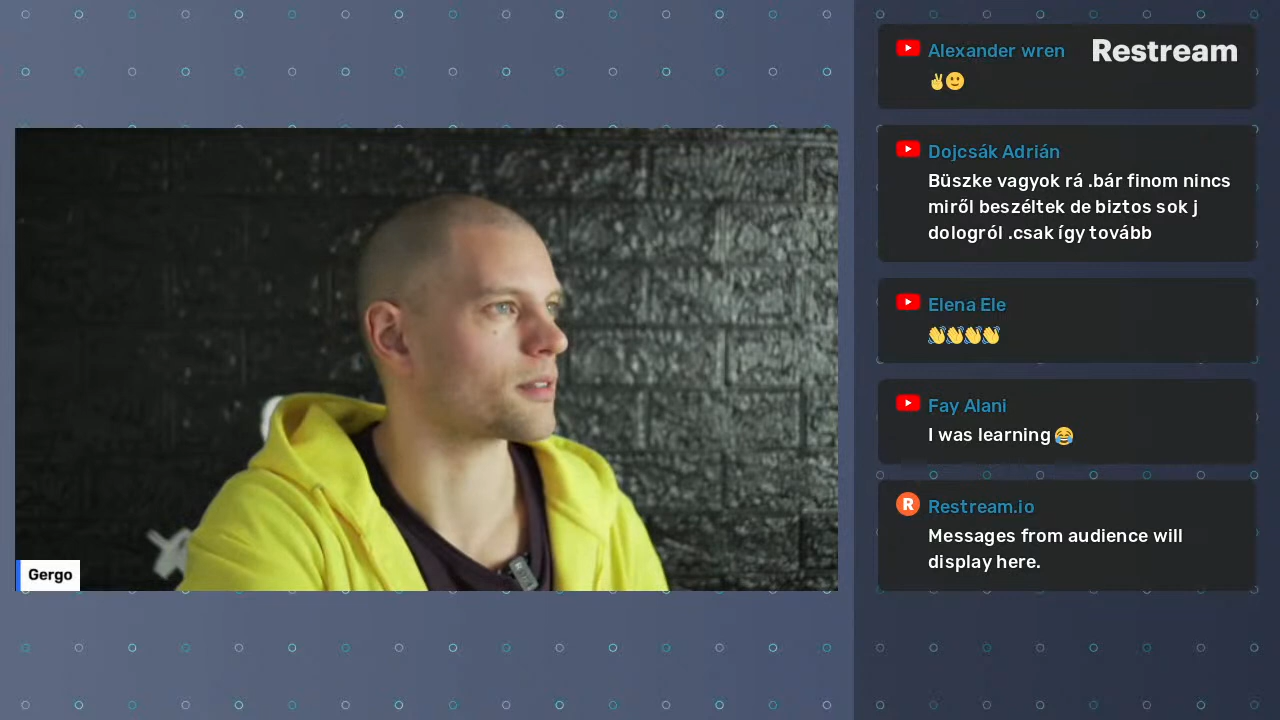 Restream
Alexander wren
✌🙂
Dojcsák Adrián
Büszke vagyok rá .bár finom nincs
miről beszéltek de biztos sok j
dologról .csak így tovább
Elena Ele
👋👋👋👋
Fay Alani
I was learning 😂
R
Restream.io
Messages from audience will
display here.
Gergo